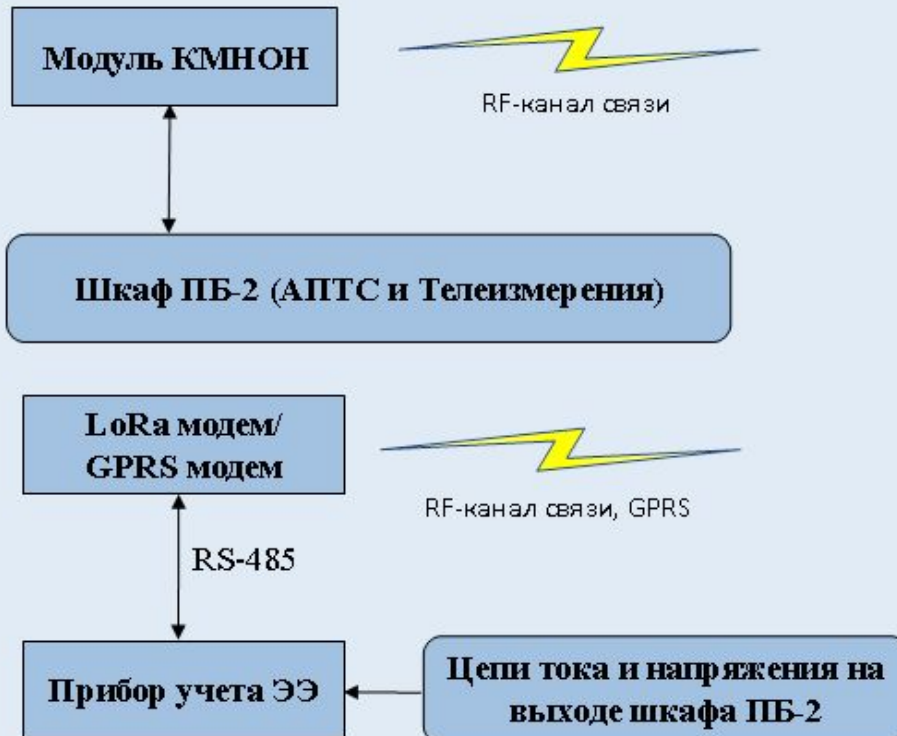 Модуль КМНОН
RF-канал связи
Шкаф ПБ-2 (АПТС и Телеизмерения)
LoRa модем/
GPRS модем
RF-канал связи, GPRS
RS-485
Прибор учета ЭЭ
Цепи тока и напряжения на
выходе шкафа ПБ-2